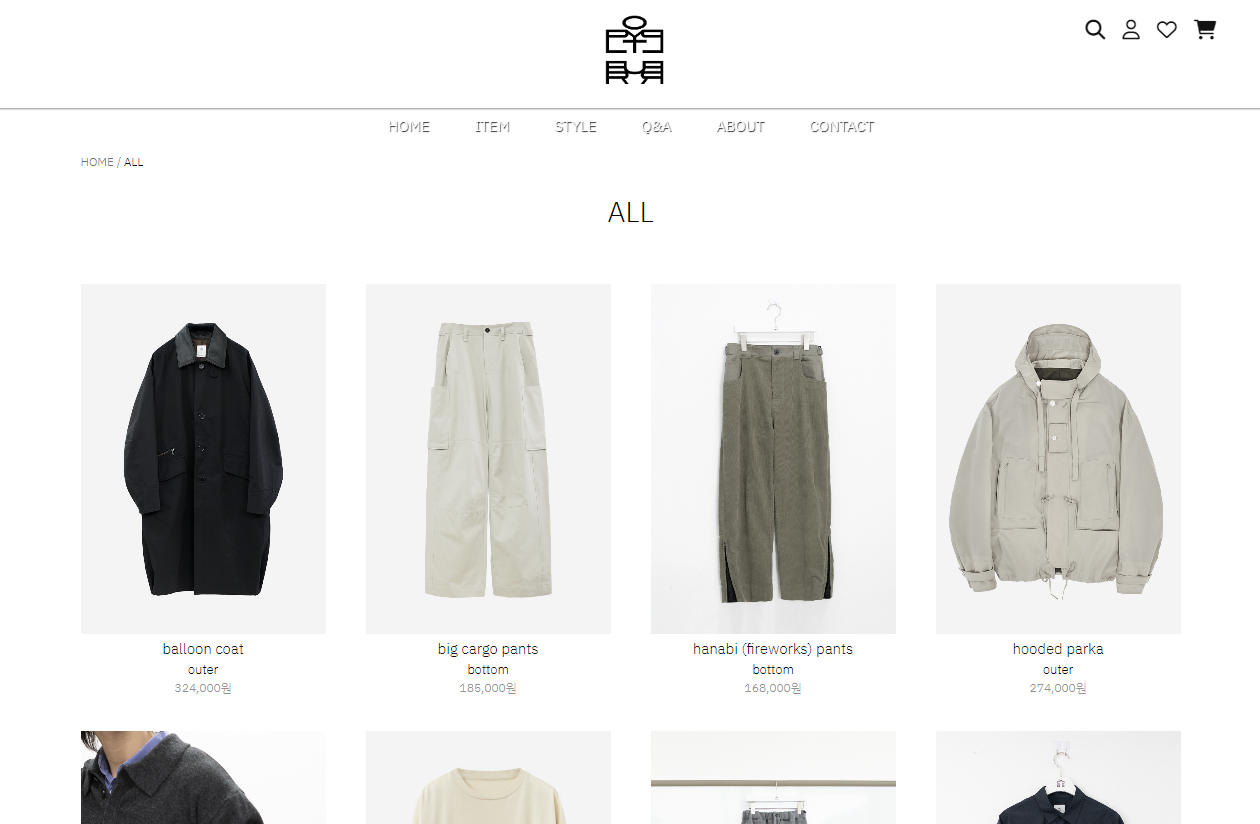 HOME ITEM STYLE Q&A ABOUT CONTACT
HOME / ALL
ALL
balloon coat
outer
324,000원
big cargo pants
bottom
185,000원
hanabi (fireworks) pants
bottom
168,000원
hooded parka
outer
274,000원